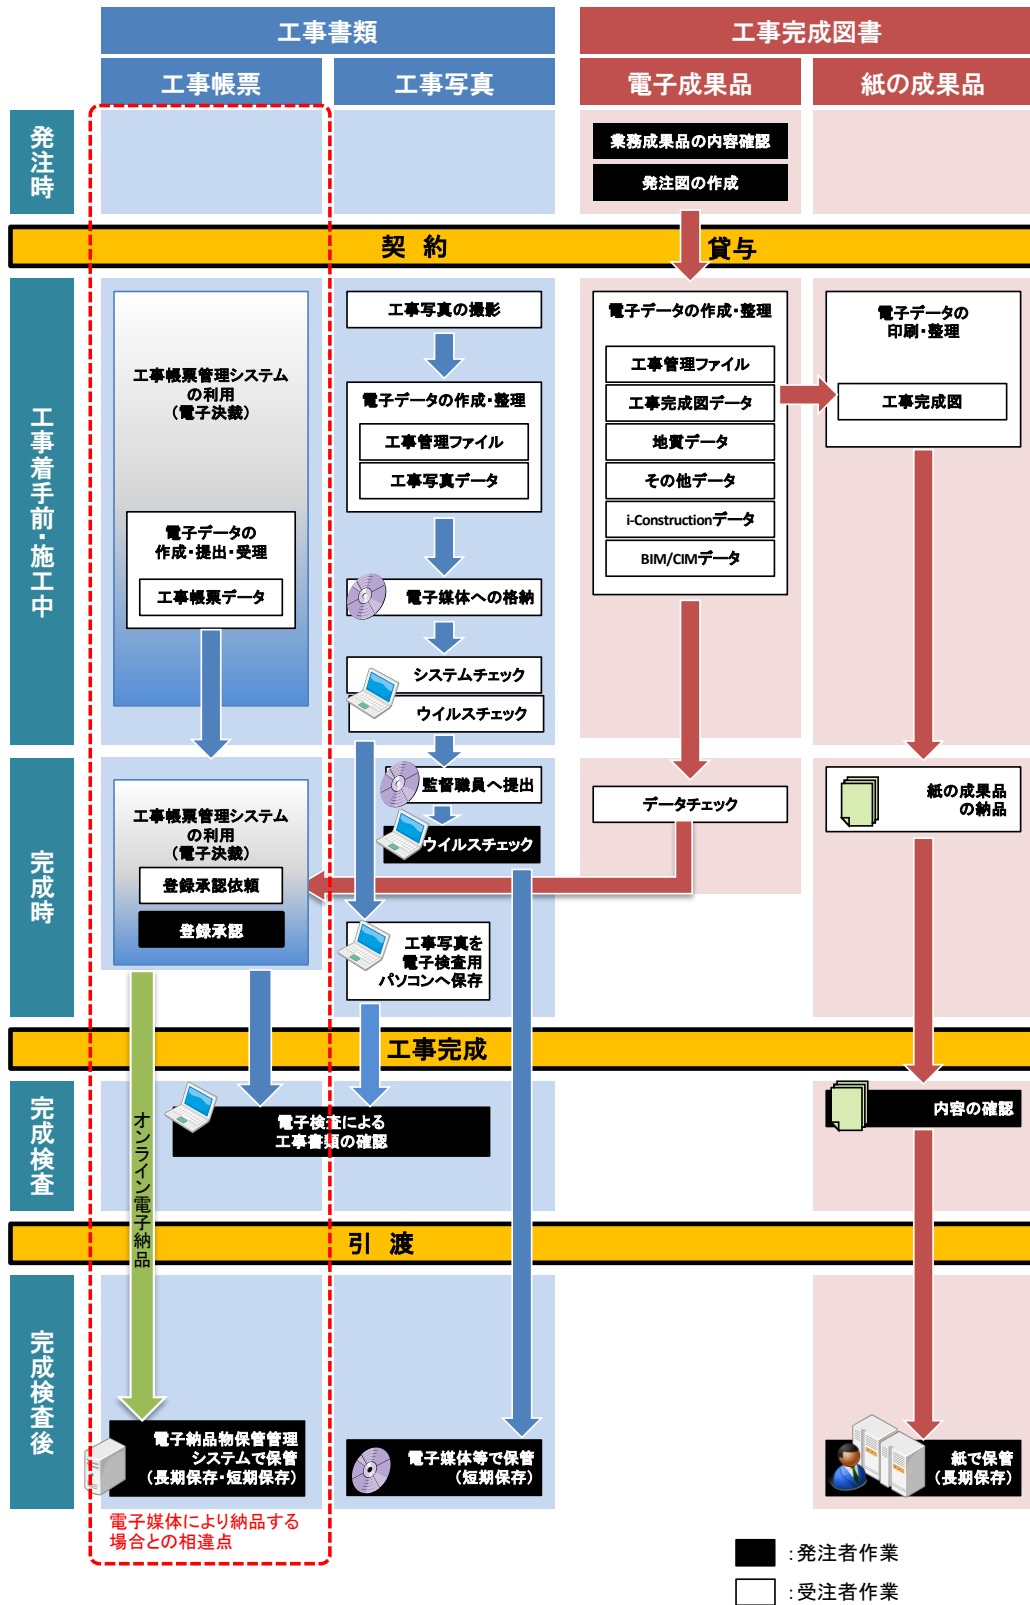 工事書類
工事完成図書
工事帳票
工事写真
電子成果品
紙の成果品
発注時
業務成果品の内容確認
発注図の作成
契 約
貸与
工事着手前・施工中
工事帳票管理システム
の利用
（電子決裁）
電子データの
作成・提出・受理
工事帳票データ
工事写真の撮影
電子データの作成・整理
工事管理ファイル
工事写真データ
電子媒体への格納
システムチェック
ウイルスチェック
電子データの作成・整理
工事管理ファイル
工事完成図データ
地質データ
その他データ
i-Constructionデータ
BIM/CIMデータ
電子データの
印刷・整理
工事完成図
完成時
工事帳票管理システム
の利用
（電子決裁）
登録承認依頼
登録承認
監督職員へ提出
ウイルスチェック
工事写真を
電子検査用
パソコンへ保存
データチェック
紙の成果品
の納品
工事完成
完成検査
オンライン電子納品
電子検査による
工事書類の確認
内容の確認
引 渡
完成検査後
電子納品物保管管理
システムで保管
（長期保存・短期保存）
電子媒体等で保管
（短期保存）
紙で保管
（長期保存）
電子媒体により納品する
場合との相違点
：発注者作業
：受注者作業